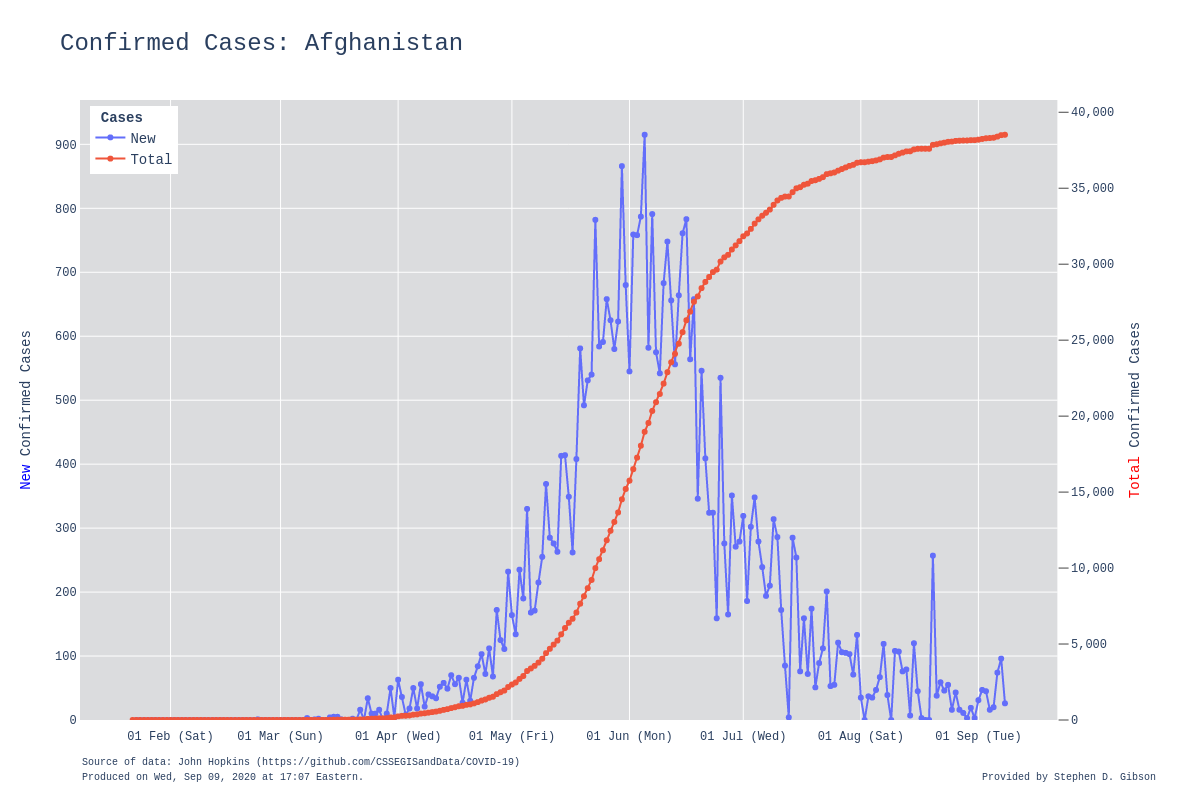 Confirmed Cases: Afghanistan
Cases
New
Total
900
800
700
600
500
400
300
200
100
0
New Confirmed Cases
40,000
35,000
30,000
25,000
20,000
15,000
10,000
5,000
0
Total Confirmed Cases
01 Feb (Sat) 01 Mar (Sun) 01 Apr (Wed) 01 May (Fri) 01 Jun (Mon) 01 Jul (Wed) 01 Aug (Sat) 01 Sep (Tue)
Source of data: John Hopkins (https://github.com/CSSEGISandData/COVID-19)
Produced on Wed, Sep 09, 2020 at 17:07 Eastern.
Provided by Stephen D. Gibson